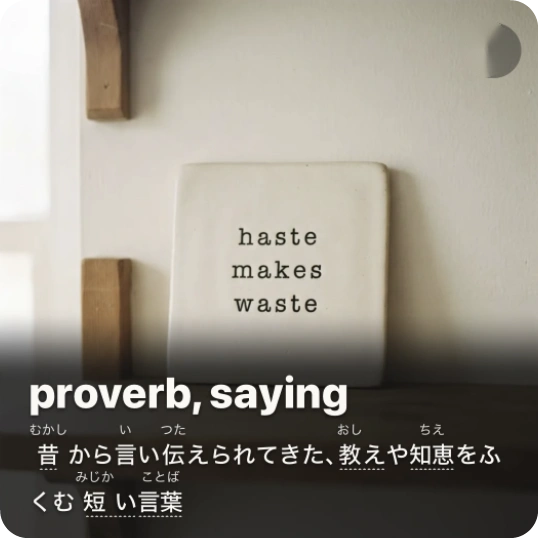 haste
makes
waste
proverb, saying
むかし い つた おし ちえ
昔から言い伝えられてきた、教えや知恵をふ
みじか ことば
くむ短い言葉